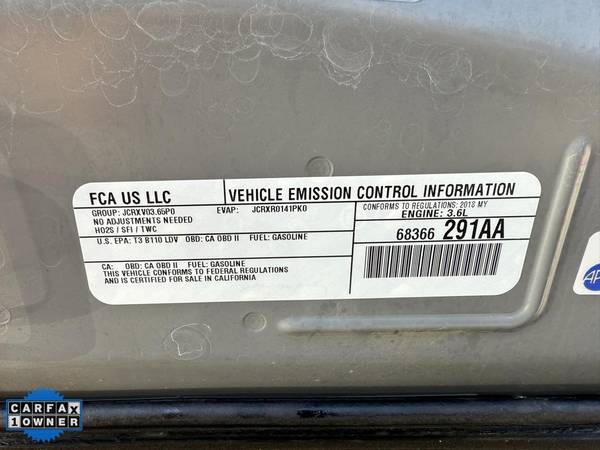 FCA US LLC
VEHICLE EMISSION CONTROL INFORMATION
GROUP: JCRXV03.65P0 EVAP: JCRXR0141PK0
NO ADJUSTMENTS NEEDED
HO2S / SFI / TWC
CONFORMS TO REGULATIONS: 2018 MY
ENGINE: 3.6L
U.S. EPA: T3 B110 LDV OBD: CA OBD II FUEL: GASOLINE
68366 291AA
CA: OBD: CA OBD II FUEL: GASOLINE
THIS VEHICLE CONFORMS TO FEDERAL REGULATIONS
AND IS CERTIFIED FOR SALE IN CALIFORNIA
CARFAX
1 OWNER